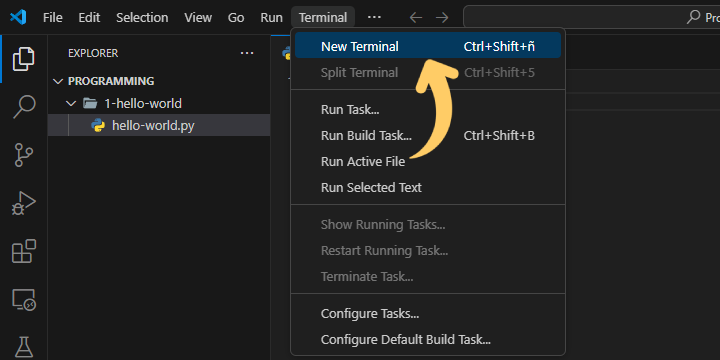 File Edit Selection View Go Run Terminal ... Pro
EXPLORER
PROGRAMMING
1-hello-world
hello-world.py
New Terminal Ctrl+Shift+ñ
Split Terminal Ctrl+Shift+5
Run Task...
Run Build Task... Ctrl+Shift+B
Run Active File
Run Selected Text
Show Running Tasks...
Restart Running Task...
Terminate Task...
Configure Tasks...
Configure Default Build Task...